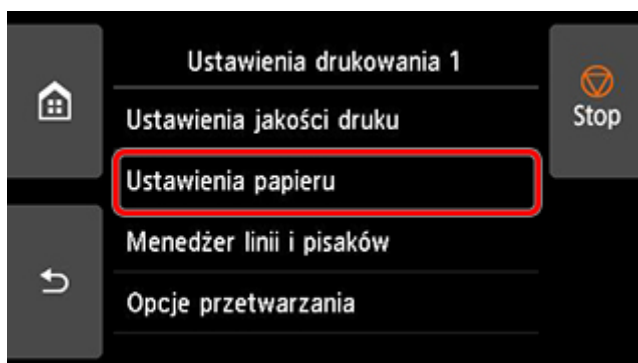 Ustawienia drukowania 1
Stop
Ustawienia jakości druku
Ustawienia papieru
Menedżer linii i pisaków
Opcje przetwarzania